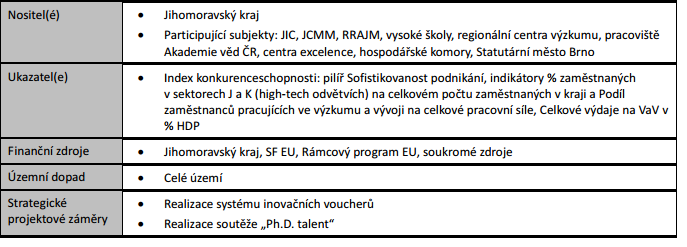 Nositel(é)
• Jihomoravský kraj
• Participující subjekty: JIC, JCMM, RRAJM, vysoké školy, regionální centra výzkumu, pracoviště
Akademie věd ČR, centra excelence, hospodářské komory, Statutární město Brno
Ukazatel(e)
• Index konkurenceschopnosti: pilíř Sofistikovanost podnikání, indikátory % zaměstnaných
v sektorech J a K (high-tech odvětvích) na celkovém počtu zaměstnaných v kraji a Podíl
zaměstnanců pracujících ve výzkumu a vývoji na celkové pracovní síle, Celkové výdaje na VaV v
% HDP
Finanční zdroje
• Jihomoravský kraj, SF EU, Rámcový program EU, soukromé zdroje
Územní dopad
• Celé území
Strategické
projektové záměry
• Realizace systému inovačních voucherů
• Realizace soutěže „Ph.D. talent“